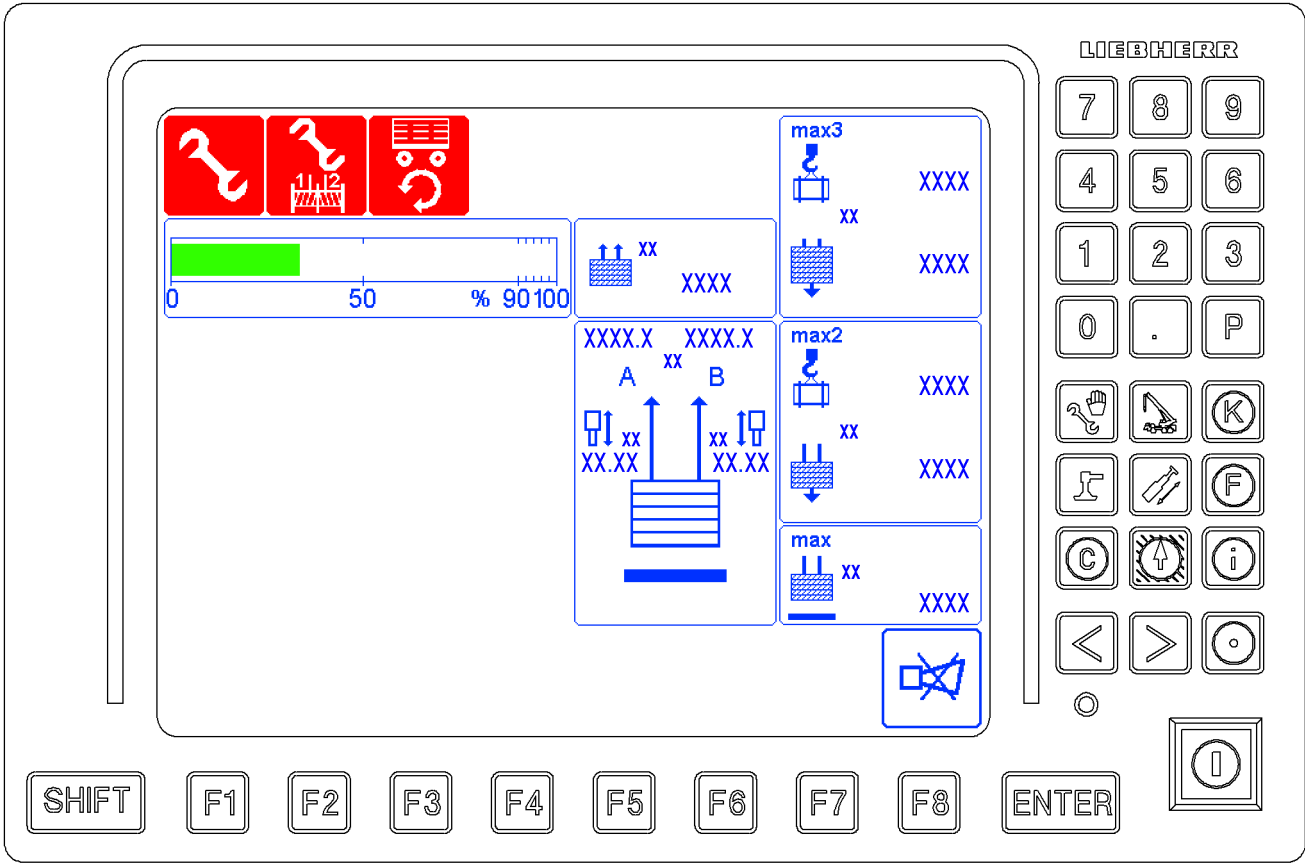 LIEBHERR
7 8 9
4 5 6
1 2 3
0 . P
K
F
C i
< >
SHIFT F1 F2 F3 F4 F5 F6 F7 F8 ENTER
1 2
0 50 % 90 100
xx
XXXX
XXXX.X XXXX.X
xx
A B
xx xx
XX.XX XX.XX
max3
XXXX
xx
XXXX
max2
XXXX
xx
XXXX
max
xx
XXXX